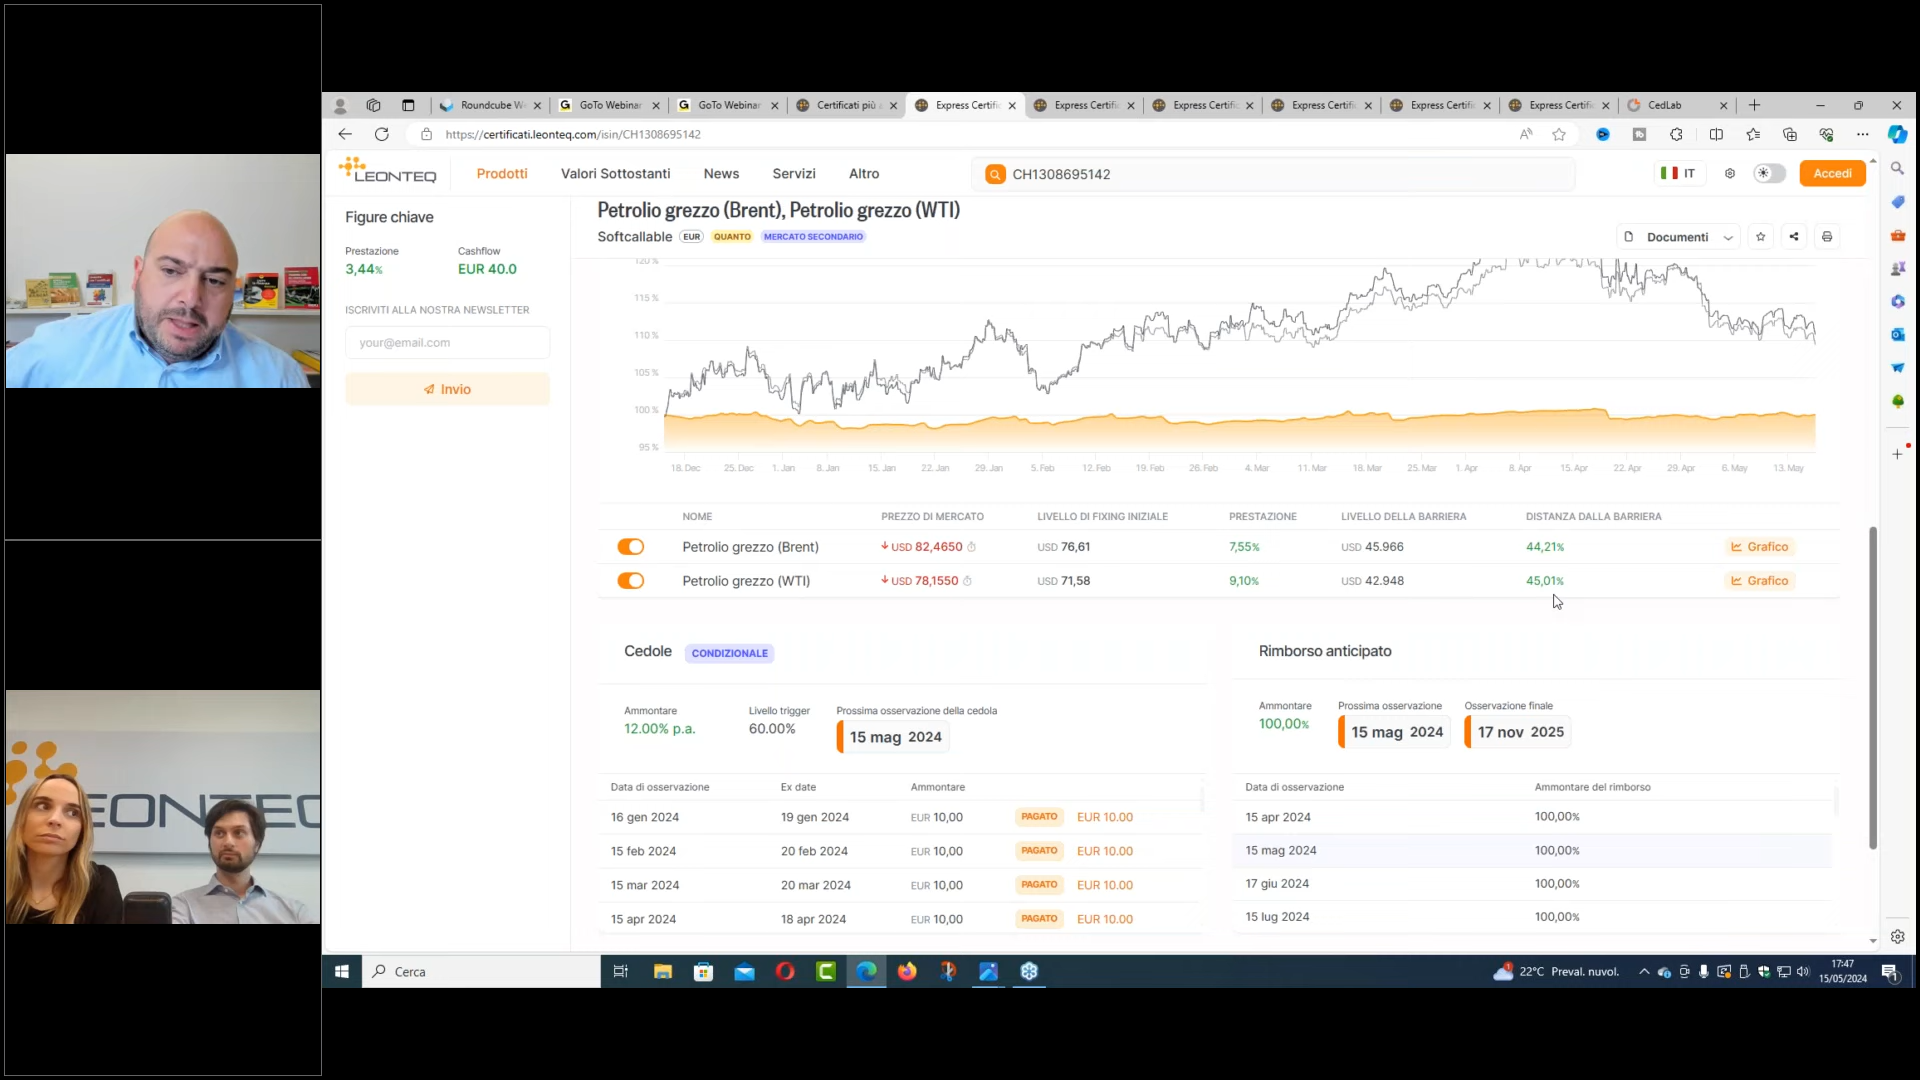 Roundcube W
GoTo Webinar
GoTo Webinar
Certificati più
Express Certific
Express Certific
Express Certific
Express Certific
Express Certific
Express Certific
CedLab
https://certificati.leonteq.com/isin/CH1308695142
LEONTEQ
Prodotti
Valori Sottostanti
News
Servizi
Altro
CH1308695142
IT
Accedi
Figure chiave
Prestazione
Cashflow
3,44%
EUR 40.0
ISCRIVITI ALLA NOSTRA NEWSLETTER
your@email.com
Invio
Petrolio grezzo (Brent), Petrolio grezzo (WTI)
Softcallable EUR QUANTO MERCATO SECONDARIO
Documenti
120 %
115 %
110 %
105 %
100 %
95 %
18. Dec 25. Dec 1. Jan 8. Jan 15. Jan 22. Jan 29. Jan 5. Feb 12. Feb 19. Feb 26. Feb 4. Mar 11. Mar 18. Mar 25. Mar 1. Apr 8. Apr 15. Apr 22. Apr 29. Apr 6. May 13. May
NOME PREZZO DI MERCATO LIVELLO DI FIXING INIZIALE PRESTAZIONE LIVELLO DELLA BARRIERA DISTANZA DALLA BARRIERA
Petrolio grezzo (Brent) USD 82,4650 USD 76,61 7,55% USD 45.966 44,21% Grafico
Petrolio grezzo (WTI) USD 78,1550 USD 71,58 9,10% USD 42.948 45,01% Grafico
Cedole CONDIZIONALE
Ammontare Livello trigger Prossima osservazione della cedola
12.00% p.a. 60.00% 15 mag 2024
Data di osservazione Ex date Ammontare
16 gen 2024 19 gen 2024 EUR 10,00 PAGATO EUR 10.00
15 feb 2024 20 feb 2024 EUR 10,00 PAGATO EUR 10.00
15 mar 2024 20 mar 2024 EUR 10,00 PAGATO EUR 10.00
15 apr 2024 18 apr 2024 EUR 10,00 PAGATO EUR 10.00
Rimborso anticipato
Ammontare Prossima osservazione Osservazione finale
100,00% 15 mag 2024 17 nov 2025
Data di osservazione Ammontare del rimborso
15 apr 2024 100,00%
15 mag 2024 100,00%
17 giu 2024 100,00%
15 lug 2024 100,00%
LEONTEQ
Cerca
22°C Preval. nuvol.
17:47
15/05/2024